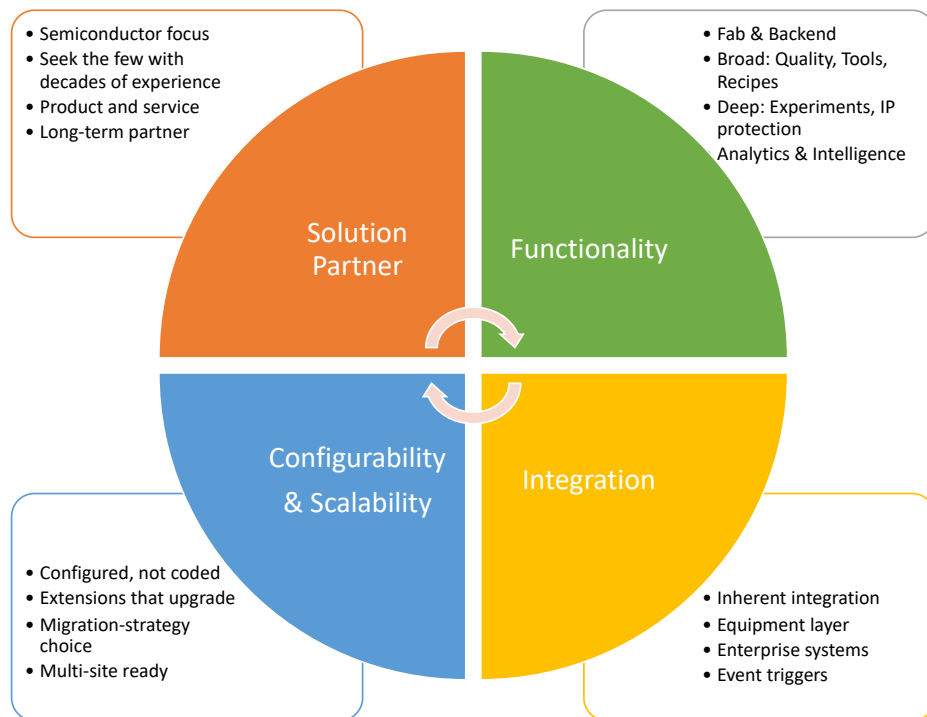 • Semiconductor focus
• Seek the few with
decades of experience
• Product and service
• Long-term partner
• Fab & Backend
• Broad: Quality, Tools,
Recipes
• Deep: Experiments, IP
protection
• Analytics & Intelligence
Solution
Partner
Functionality
Configurability
& Scalability
Integration
• Configured, not coded
• Extensions that upgrade
• Migration-strategy
choice
• Multi-site ready
• Inherent integration
• Equipment layer
• Enterprise systems
• Event triggers